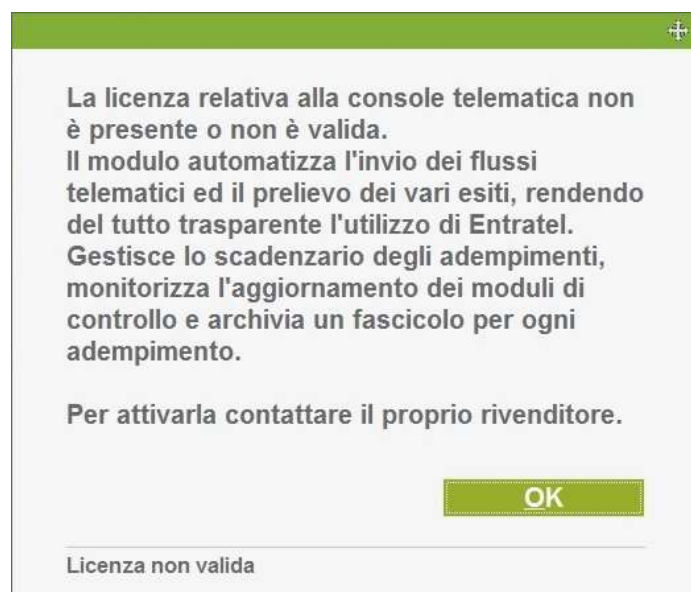 La licenza relativa alla console telematica non
è presente o non è valida.
Il modulo automatizza l'invio dei flussi
telematici ed il prelievo dei vari esiti, rendendo
del tutto trasparente l'utilizzo di Entratel.
Gestisce lo scadenzario degli adempimenti,
monitorizza l'aggiornamento dei moduli di
controllo e archivia un fascicolo per ogni
adempimento.
Per attivarla contattare il proprio rivenditore.
OK
Licenza non valida